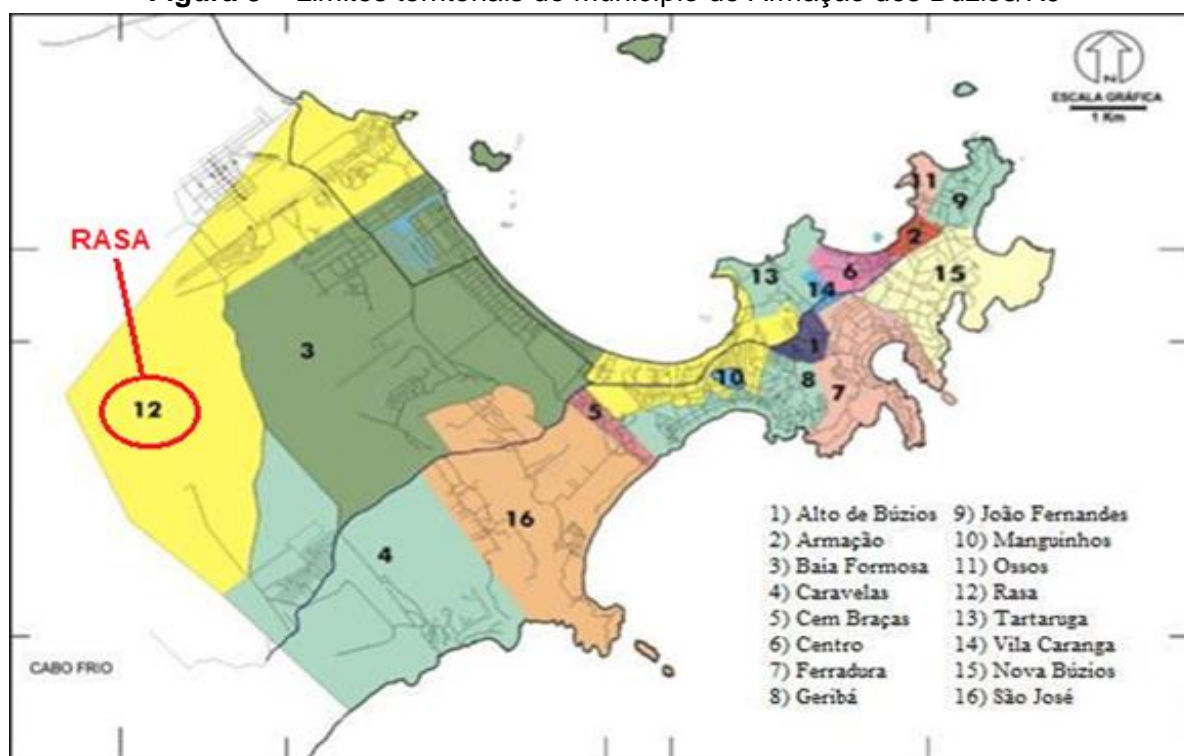 Limites territoriais do município de Armação dos Búzios/RJ
N
ESCALA GRÁFICA
1 Km
RASA
11
9
2
13
6
15
14
3
1
10
8
7
12
5
16
4
1) Alto de Búzios
2) Armação
3) Baia Formosa
4) Caravelas
5) Cem Braças
6) Centro
7) Ferradura
8) Geribá
9) João Fernandes
10) Manguinhos
11) Ossos
12) Rasa
13) Tartaruga
14) Vila Caranga
15) Nova Búzios
16) São José
CABO FRIO